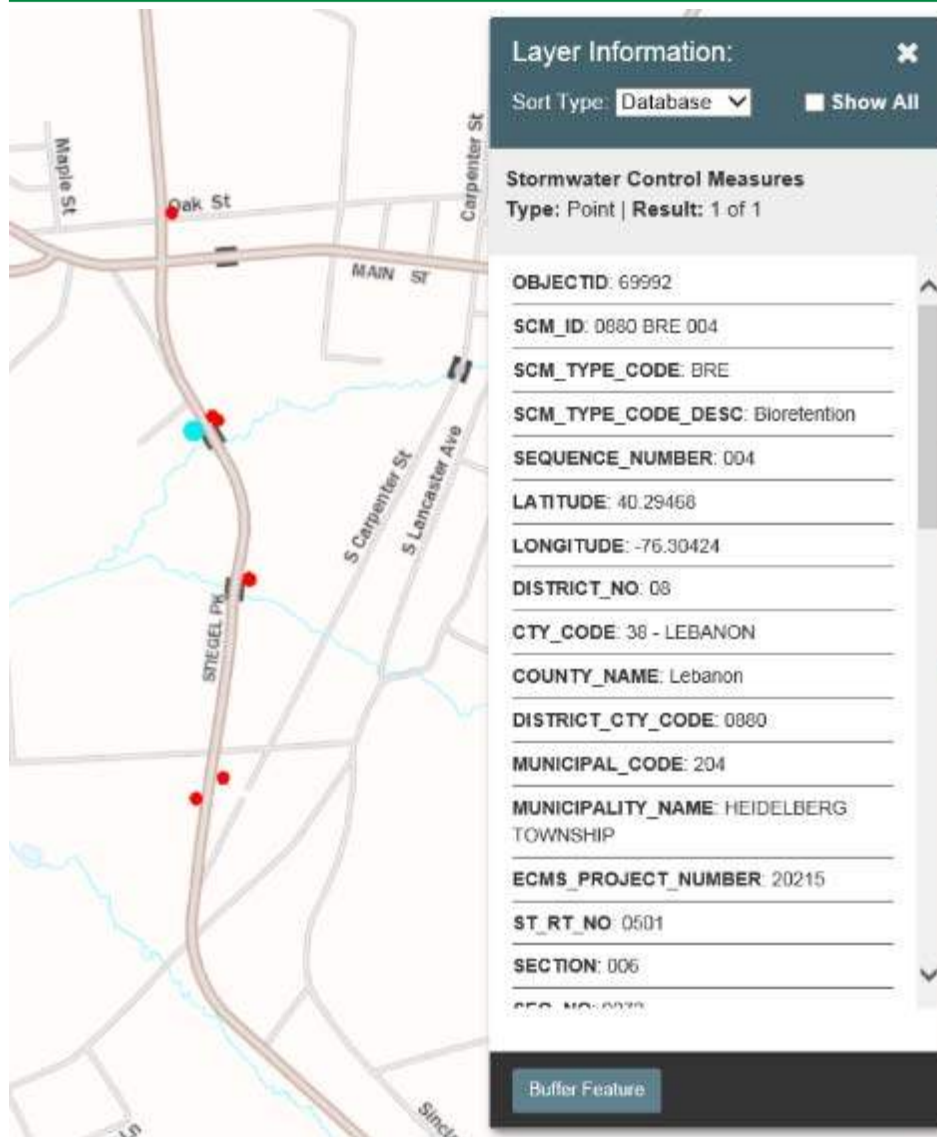 Layer Information:
Sort Type: Database
Show All
Stormwater Control Measures
Type: Point | Result: 1 of 1
OBJECTID: 69992
SCM_ID: 0880 BRE 004
SCM_TYPE_CODE: BRE
SCM_TYPE_CODE_DESC: Bioretention
SEQUENCE_NUMBER: 004
LATITUDE: 40.29468
LONGITUDE: -76.30424
DISTRICT_NO: 08
CTY_CODE: 38 - LEBANON
COUNTY_NAME: Lebanon
DISTRICT_CTY_CODE: 0880
MUNICIPAL_CODE: 204
MUNICIPALITY_NAME: HEIDELBERG
TOWNSHIP
ECMS_PROJECT_NUMBER: 20215
ST_RT_NO: 0501
SECTION: 006
Buffer Feature
Maple St
Oak St
Carpenter St
MAIN ST
S Carpenter St
S Lancaster Ave
STIEGEL PK
Ln